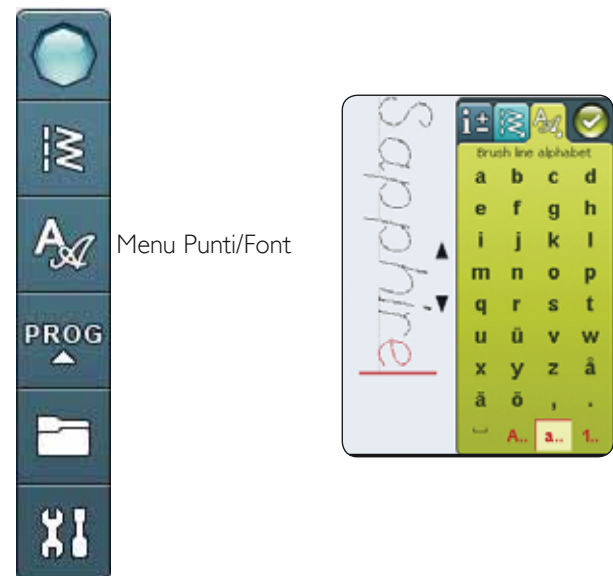 PROG
Menu Punti/Font
Sapphire
i±
Brush line alphabet
a b c d
e f g h
i j k l
m n o p
q r s t
u ü v w
x y z å
ä ö , .
A.. a.. 1..